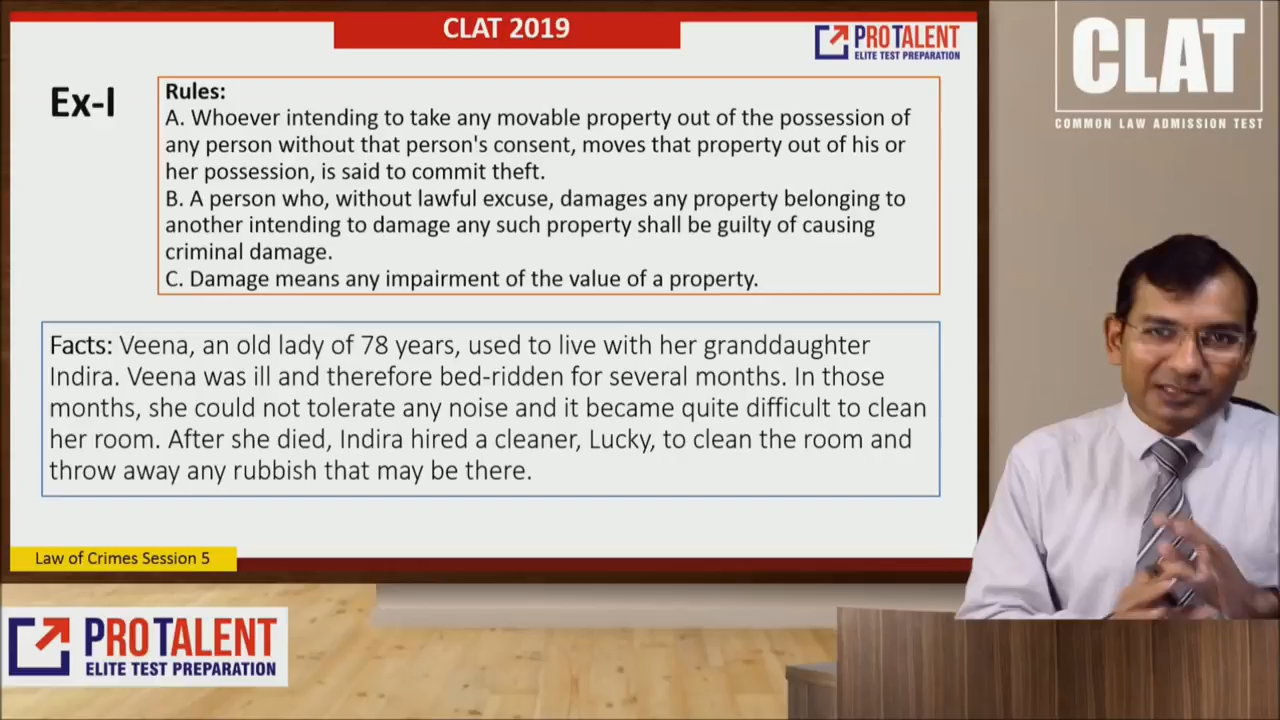 CLAT 2019
PROTALENT
ELITE TEST PREPARATION
CLAT
COMMON LAW ADMISSION TEST
Ex-I
Rules:
A. Whoever intending to take any movable property out of the possession of
any person without that person's consent, moves that property out of his or
her possession, is said to commit theft.
B. A person who, without lawful excuse, damages any property belonging to
another intending to damage any such property shall be guilty of causing
criminal damage.
C. Damage means any impairment of the value of a property.
Facts: Veena, an old lady of 78 years, used to live with her granddaughter
Indira. Veena was ill and therefore bed-ridden for several months. In those
months, she could not tolerate any noise and it became quite difficult to clean
her room. After she died, Indira hired a cleaner, Lucky, to clean the room and
throw away any rubbish that may be there.
Law of Crimes Session 5
PROTALENT
ELITE TEST PREPARATION